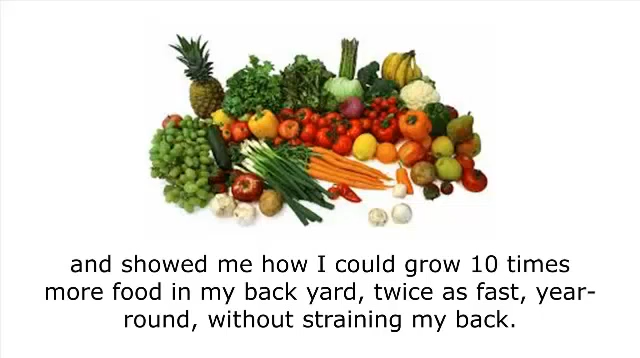 and showed me how I could grow 10 times
more food in my back yard, twice as fast, year-
round, without straining my back.